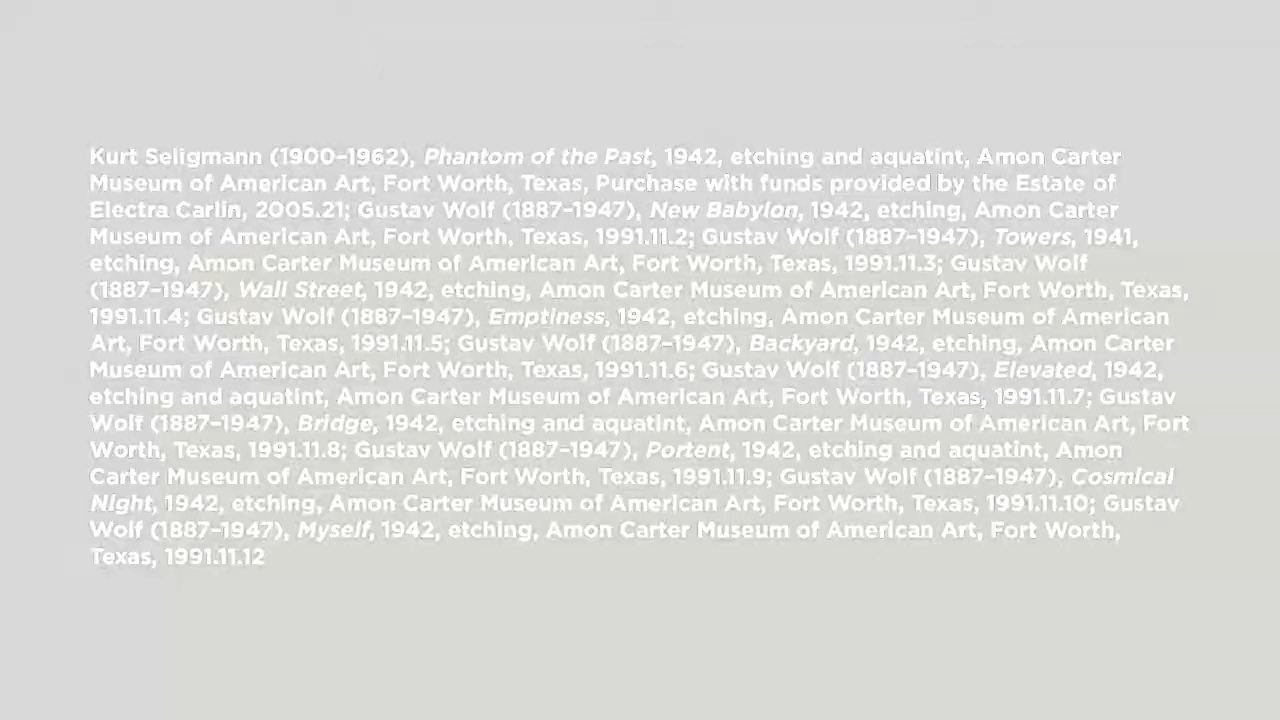 Kurt Seligmann (1900–1962), Phantom of the Past, 1942, etching and aquatint, Amon Carter
Museum of American Art, Fort Worth, Texas, Purchase with funds provided by the Estate of
Electra Carlin, 2005.21; Gustav Wolf (1887–1947), New Babylon, 1942, etching, Amon Carter
Museum of American Art, Fort Worth, Texas, 1991.11.2; Gustav Wolf (1887–1947), Towers, 1941,
etching, Amon Carter Museum of American Art, Fort Worth, Texas, 1991.11.3; Gustav Wolf
(1887–1947), Wall Street, 1942, etching, Amon Carter Museum of American Art, Fort Worth, Texas,
1991.11.4; Gustav Wolf (1887–1947), Emptiness, 1942, etching, Amon Carter Museum of American
Art, Fort Worth, Texas, 1991.11.5; Gustav Wolf (1887–1947), Backyard, 1942, etching, Amon Carter
Museum of American Art, Fort Worth, Texas, 1991.11.6; Gustav Wolf (1887–1947), Elevated, 1942,
etching and aquatint, Amon Carter Museum of American Art, Fort Worth, Texas, 1991.11.7; Gustav
Wolf (1887–1947), Bridge, 1942, etching and aquatint, Amon Carter Museum of American Art, Fort
Worth, Texas, 1991.11.8; Gustav Wolf (1887–1947), Portent, 1942, etching and aquatint, Amon
Carter Museum of American Art, Fort Worth, Texas, 1991.11.9; Gustav Wolf (1887–1947), Cosmical
Night, 1942, etching, Amon Carter Museum of American Art, Fort Worth, Texas, 1991.11.10; Gustav
Wolf (1887–1947), Myself, 1942, etching, Amon Carter Museum of American Art, Fort Worth,
Texas, 1991.11.12